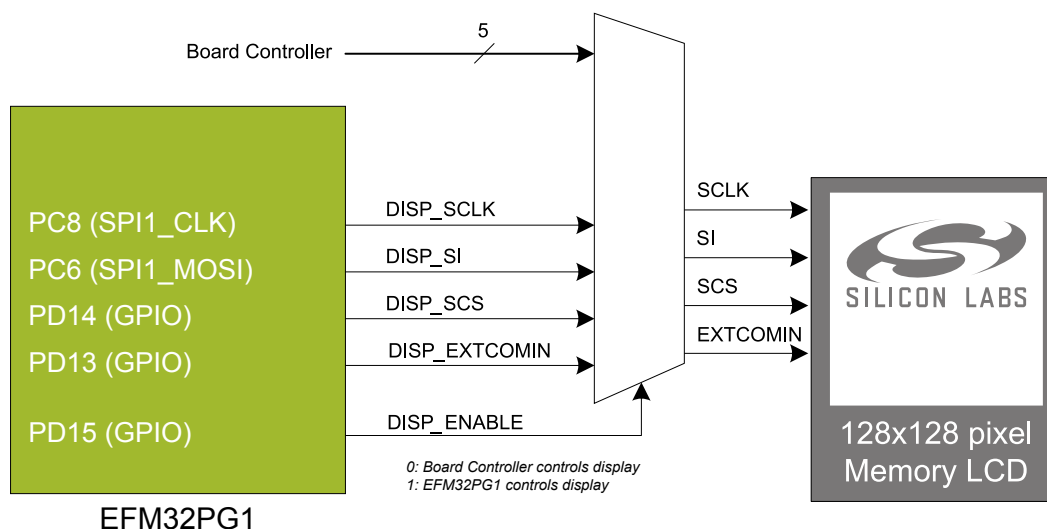 5
Board Controller
SCLK
DISP_SCLK
PC8 (SPI1_CLK)
SI
DISP_SI
PC6 (SPI1_MOSI)
SCS
DISP_SCS
SILICON LABS
PD14 (GPIO)
EXTCOMIN
DISP_EXTCOMIN
PD13 (GPIO)
DISP_ENABLE
PD15 (GPIO)
128x128 pixel
Memory LCD
0: Board Controller controls display
1: EFM32PG1 controls display
EFM32PG1